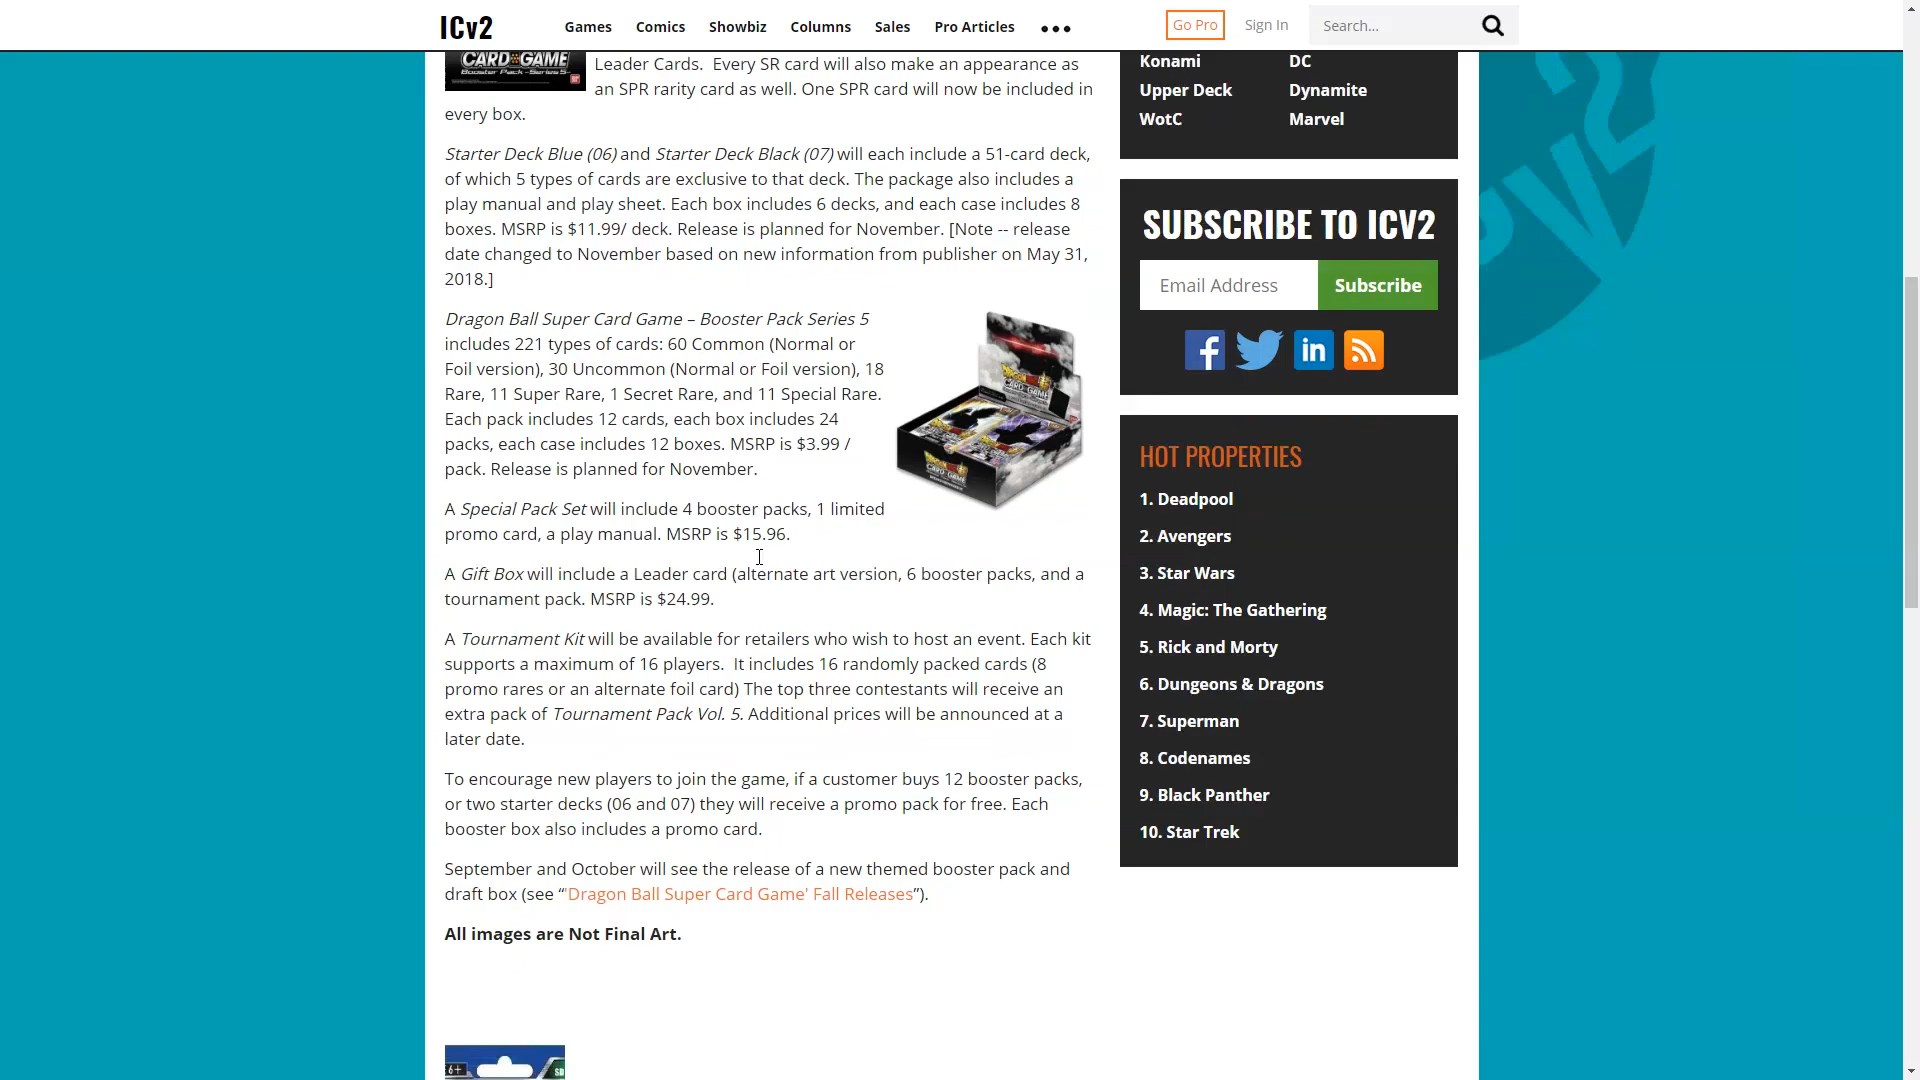 ICv2
Games
Comics
Showbiz
Columns
Sales
Pro Articles
Go Pro
Sign In
Search...
CARD GAME
Booster Pack -Series 5-
Leader Cards.  Every SR card will also make an appearance as
an SPR rarity card as well. One SPR card will now be included in
every box.
Starter Deck Blue (06) and Starter Deck Black (07) will each include a 51-card deck,
of which 5 types of cards are exclusive to that deck. The package also includes a
play manual and play sheet. Each box includes 6 decks, and each case includes 8
boxes. MSRP is $11.99/ deck. Release is planned for November. [Note -- release
date changed to November based on new information from publisher on May 31,
2018.]
Dragon Ball Super Card Game – Booster Pack Series 5
includes 221 types of cards: 60 Common (Normal or
Foil version), 30 Uncommon (Normal or Foil version), 18
Rare, 11 Super Rare, 1 Secret Rare, and 11 Special Rare.
Each pack includes 12 cards, each box includes 24
packs, each case includes 12 boxes. MSRP is $3.99 /
pack. Release is planned for November.
A Special Pack Set will include 4 booster packs, 1 limited
promo card, a play manual. MSRP is $15.96.
A Gift Box will include a Leader card (alternate art version, 6 booster packs, and a
tournament pack. MSRP is $24.99.
A Tournament Kit will be available for retailers who wish to host an event. Each kit
supports a maximum of 16 players.  It includes 16 randomly packed cards (8
promo rares or an alternate foil card) The top three contestants will receive an
extra pack of Tournament Pack Vol. 5. Additional prices will be announced at a
later date.
To encourage new players to join the game, if a customer buys 12 booster packs,
or two starter decks (06 and 07) they will receive a promo pack for free. Each
booster box also includes a promo card.
September and October will see the release of a new themed booster pack and
draft box (see “'Dragon Ball Super Card Game' Fall Releases”).
All images are Not Final Art.
6+
Konami
DC
Upper Deck
Dynamite
WotC
Marvel
SUBSCRIBE TO ICV2
Email Address
Subscribe
HOT PROPERTIES
1. Deadpool
2. Avengers
3. Star Wars
4. Magic: The Gathering
5. Rick and Morty
6. Dungeons & Dragons
7. Superman
8. Codenames
9. Black Panther
10. Star Trek